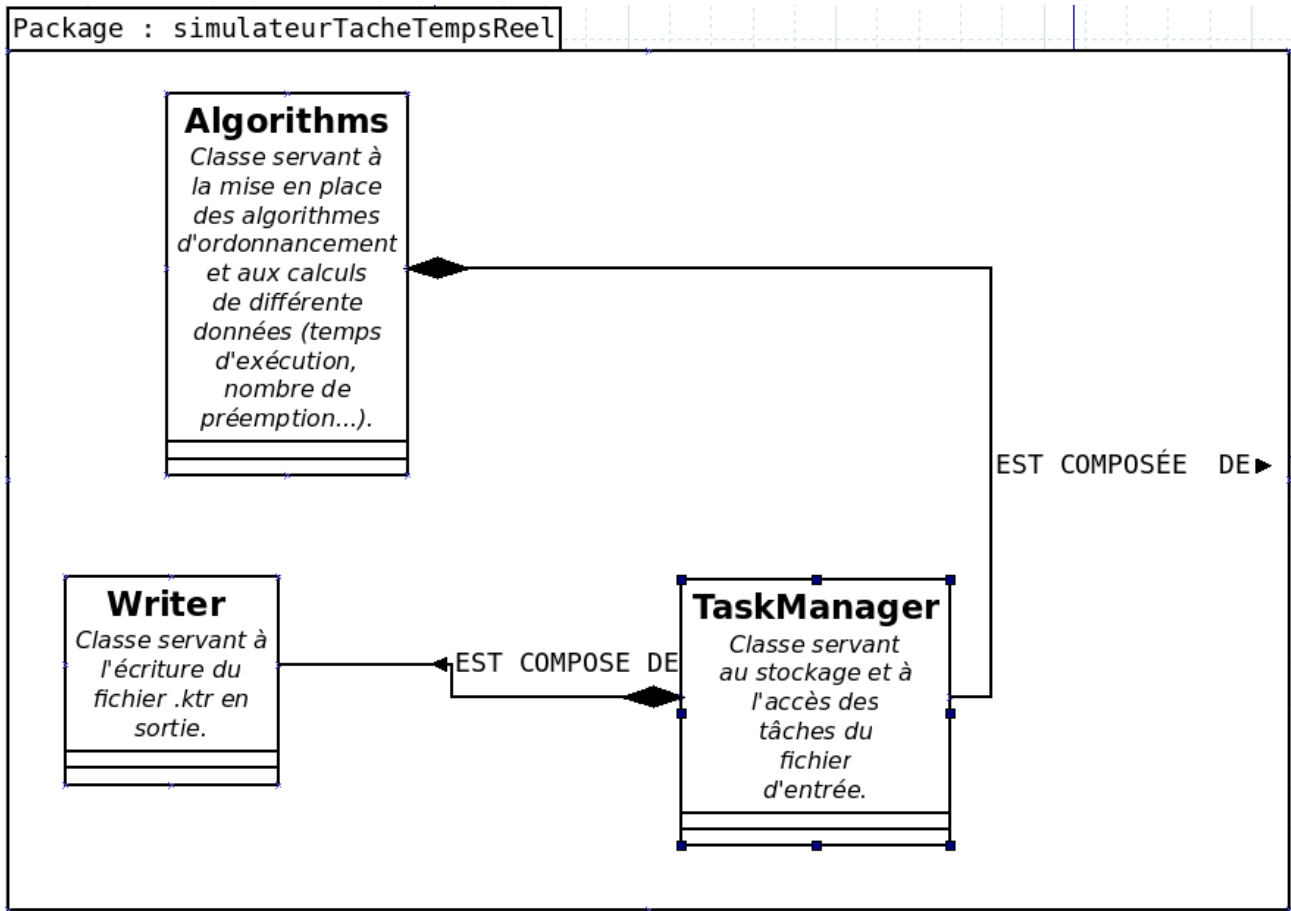 Package : simulateurTacheTempsReel
Algorithms
Classe servant à
la mise en place
des algorithmes
d'ordonnancement
et aux calculs
de différente
données (temps
d'exécution,
nombre de
préemption...).
EST COMPOSÉE  DE
Writer
Classe servant à
l'écriture du
fichier .ktr en
sortie.
EST COMPOSE DE
TaskManager
Classe servant
au stockage et à
l'accès des
tâches du
fichier
d'entrée.